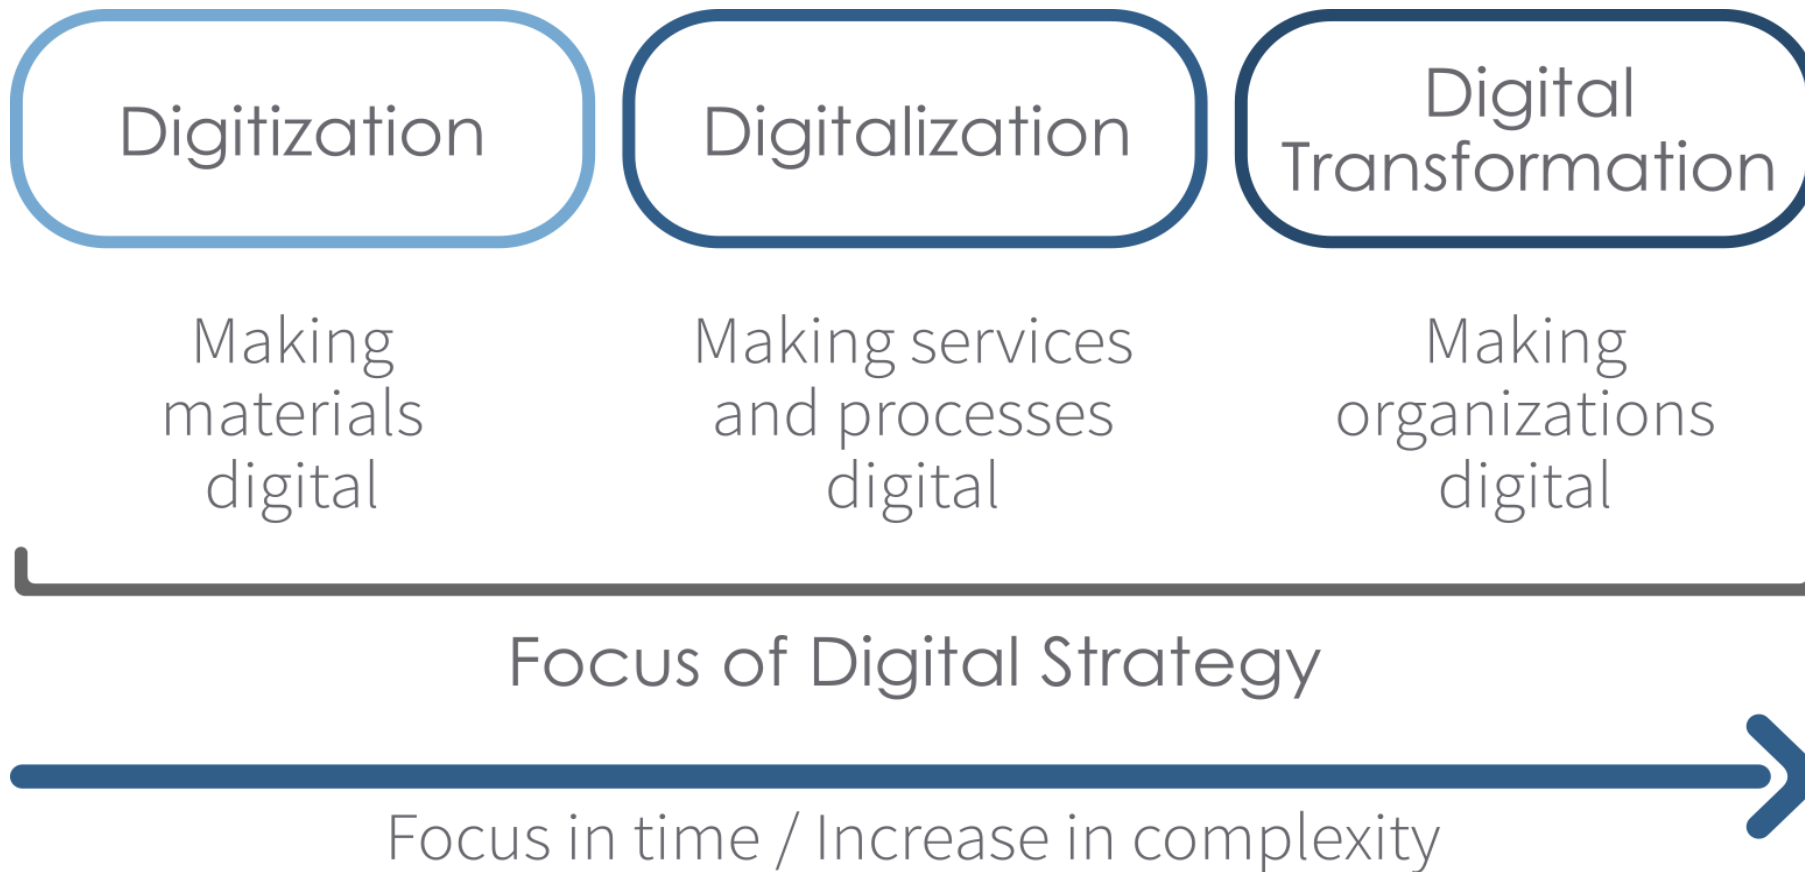 Digitization
Digitalization
Digital
Transformation
Making
materials
digital
Making services
and processes
digital
Making
organizations
digital
Focus of Digital Strategy
Focus in time / Increase in complexity